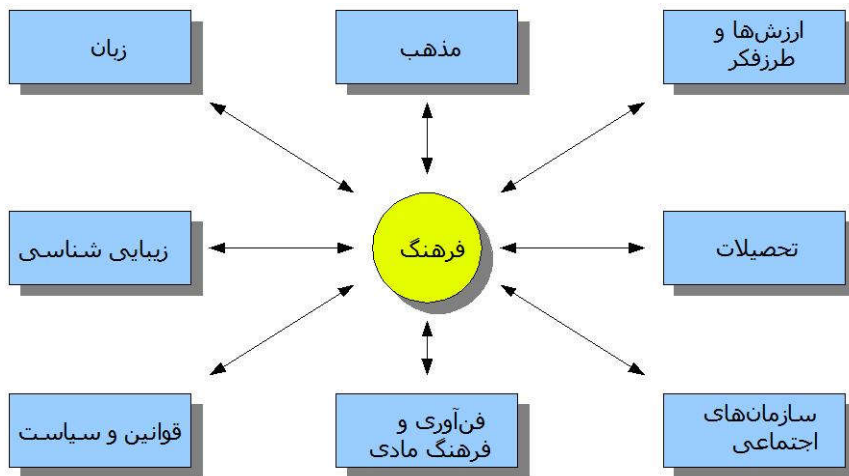 ارزش‌ها و
طرزفکر
مذهب
زبان
تحصیلات
فرهنگ
زیبایی شناسی
سازمان‌های
اجتماعی
فن‌آوری و
فرهنگ مادی
قوانین و سیاست